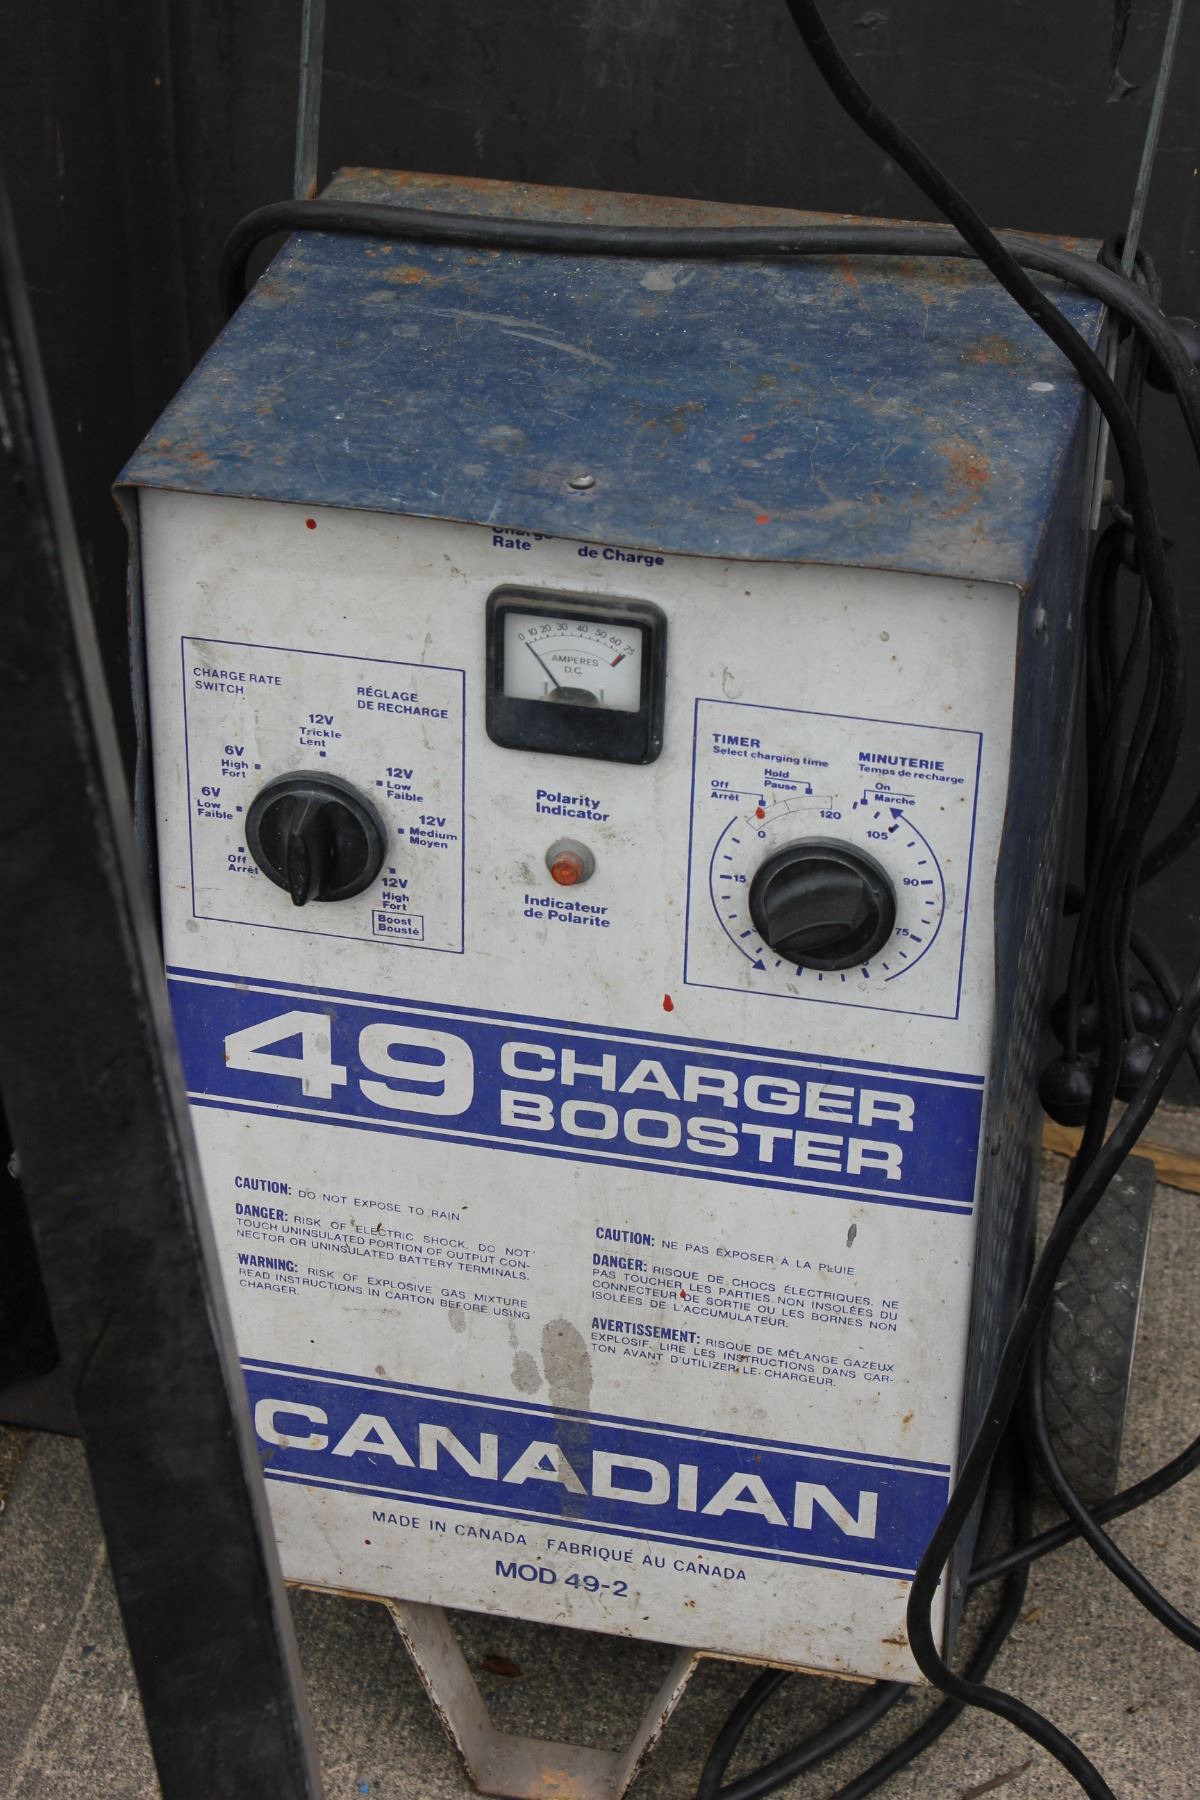 Charge
Rate
de Charge
0 10 20 30 40 50 60 75
AMPERES
D.C.
CHARGE RATE
SWITCH
RÉGLAGE
DE RECHARGE
12V
Trickle
Lent
6V
High
Fort
12V
Low
Faible
6V
Low
Faible
12V
Medium
Moyen
Off
Arrêt
12V
High
Fort
Boost
Bousté
Polarity
Indicator
Indicateur
de Polarite
TIMER
Select charging time
MINUTERIE
Temps de recharge
Hold
Pause
Off
Arrêt
On
Marche
0
120
105
15
90
75
49 CHARGER
BOOSTER
CAUTION: DO NOT EXPOSE TO RAIN
DANGER: RISK OF ELECTRIC SHOCK. DO NOT
TOUCH UNINSULATED PORTION OF OUTPUT CON-
NECTOR OR UNINSULATED BATTERY TERMINALS.
WARNING: RISK OF EXPLOSIVE GAS MIXTURE
READ INSTRUCTIONS IN CARTON BEFORE USING
CHARGER.
CAUTION: NE PAS EXPOSER À LA PLUIE
DANGER: RISQUE DE CHOCS ÉLECTRIQUES. NE
PAS TOUCHER LES PARTIES NON INSOLÉES DU
CONNECTEUR DE SORTIE OU LES BORNES NON
ISOLÉES DE L'ACCUMULATEUR.
AVERTISSEMENT: RISQUE DE MÉLANGE GAZEUX
EXPLOSIF. LIRE LES INSTRUCTIONS DANS CAR-
TON AVANT D'UTILIZER LE CHARGEUR.
CANADIAN
MADE IN CANADA FABRIQUÉ AU CANADA
MOD 49-2